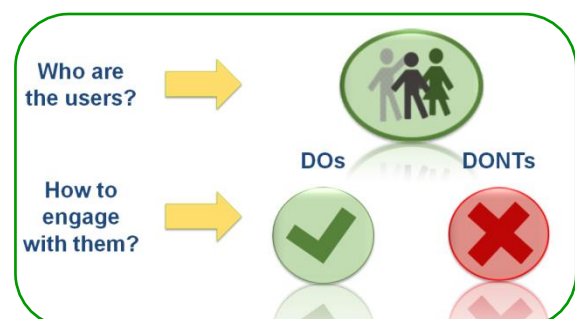 Who are
the users?
DOs
DONTs
How to
engage
with them?